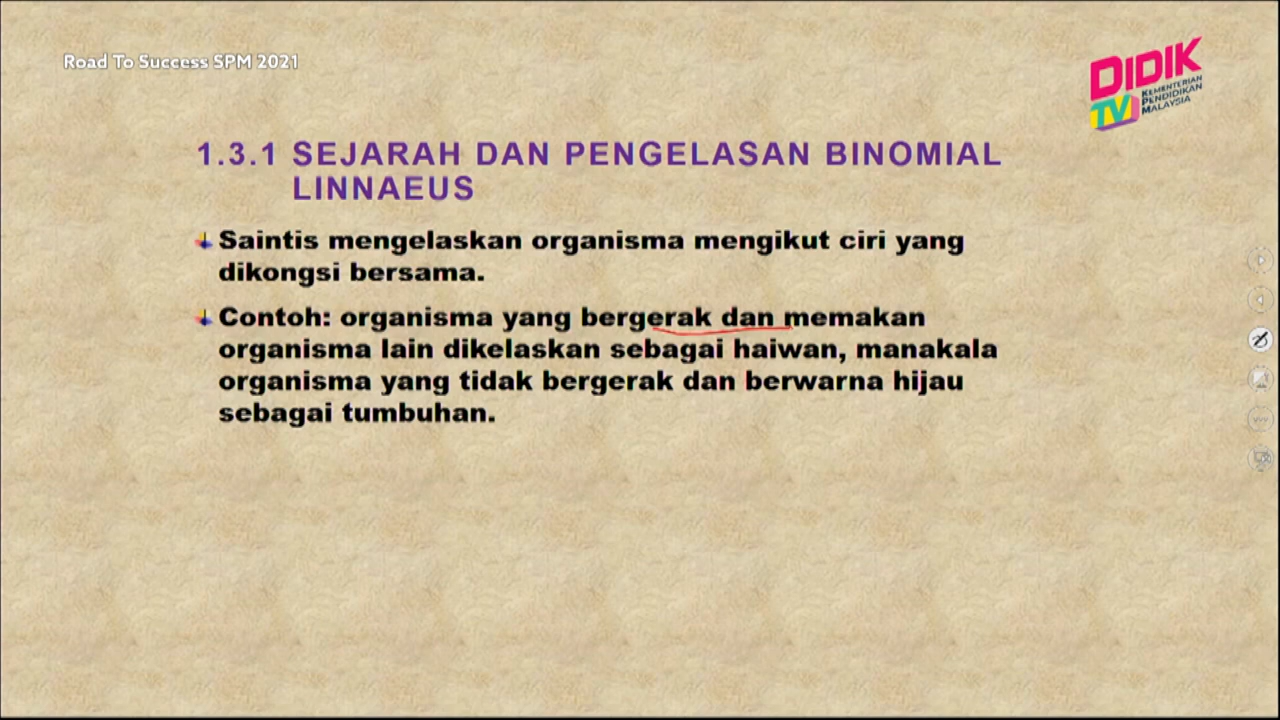 Road To Success SPM 2021
DIDIK
TV
KEMENTERIAN
PENDIDIKAN
MALAYSIA
1.3.1 SEJARAH DAN PENGELASAN BINOMIAL
LINNAEUS
Saintis mengelaskan organisma mengikut ciri yang
dikongsi bersama.
Contoh: organisma yang bergerak dan memakan
organisma lain dikelaskan sebagai haiwan, manakala
organisma yang tidak bergerak dan berwarna hijau
sebagai tumbuhan.